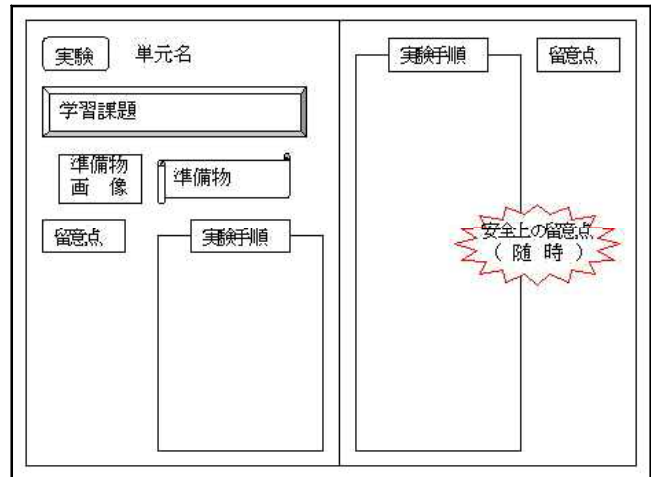 実験
単元名
学習課題
準備物
画像
準備物
留意点
実験手順
実験手順
留意点
安全上の留意点
(随時)